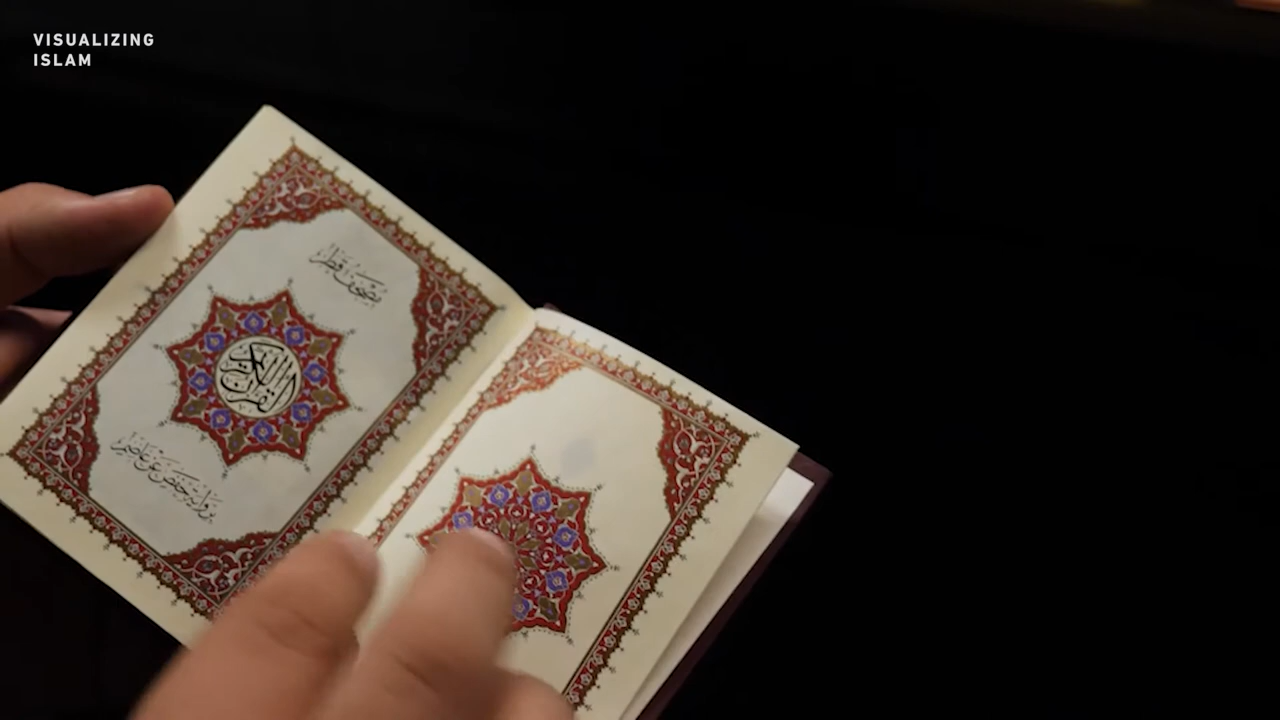 VISUALIZING
ISLAM
مصحف قطر
القرآن الكريم
برواية حفص عن عاصم